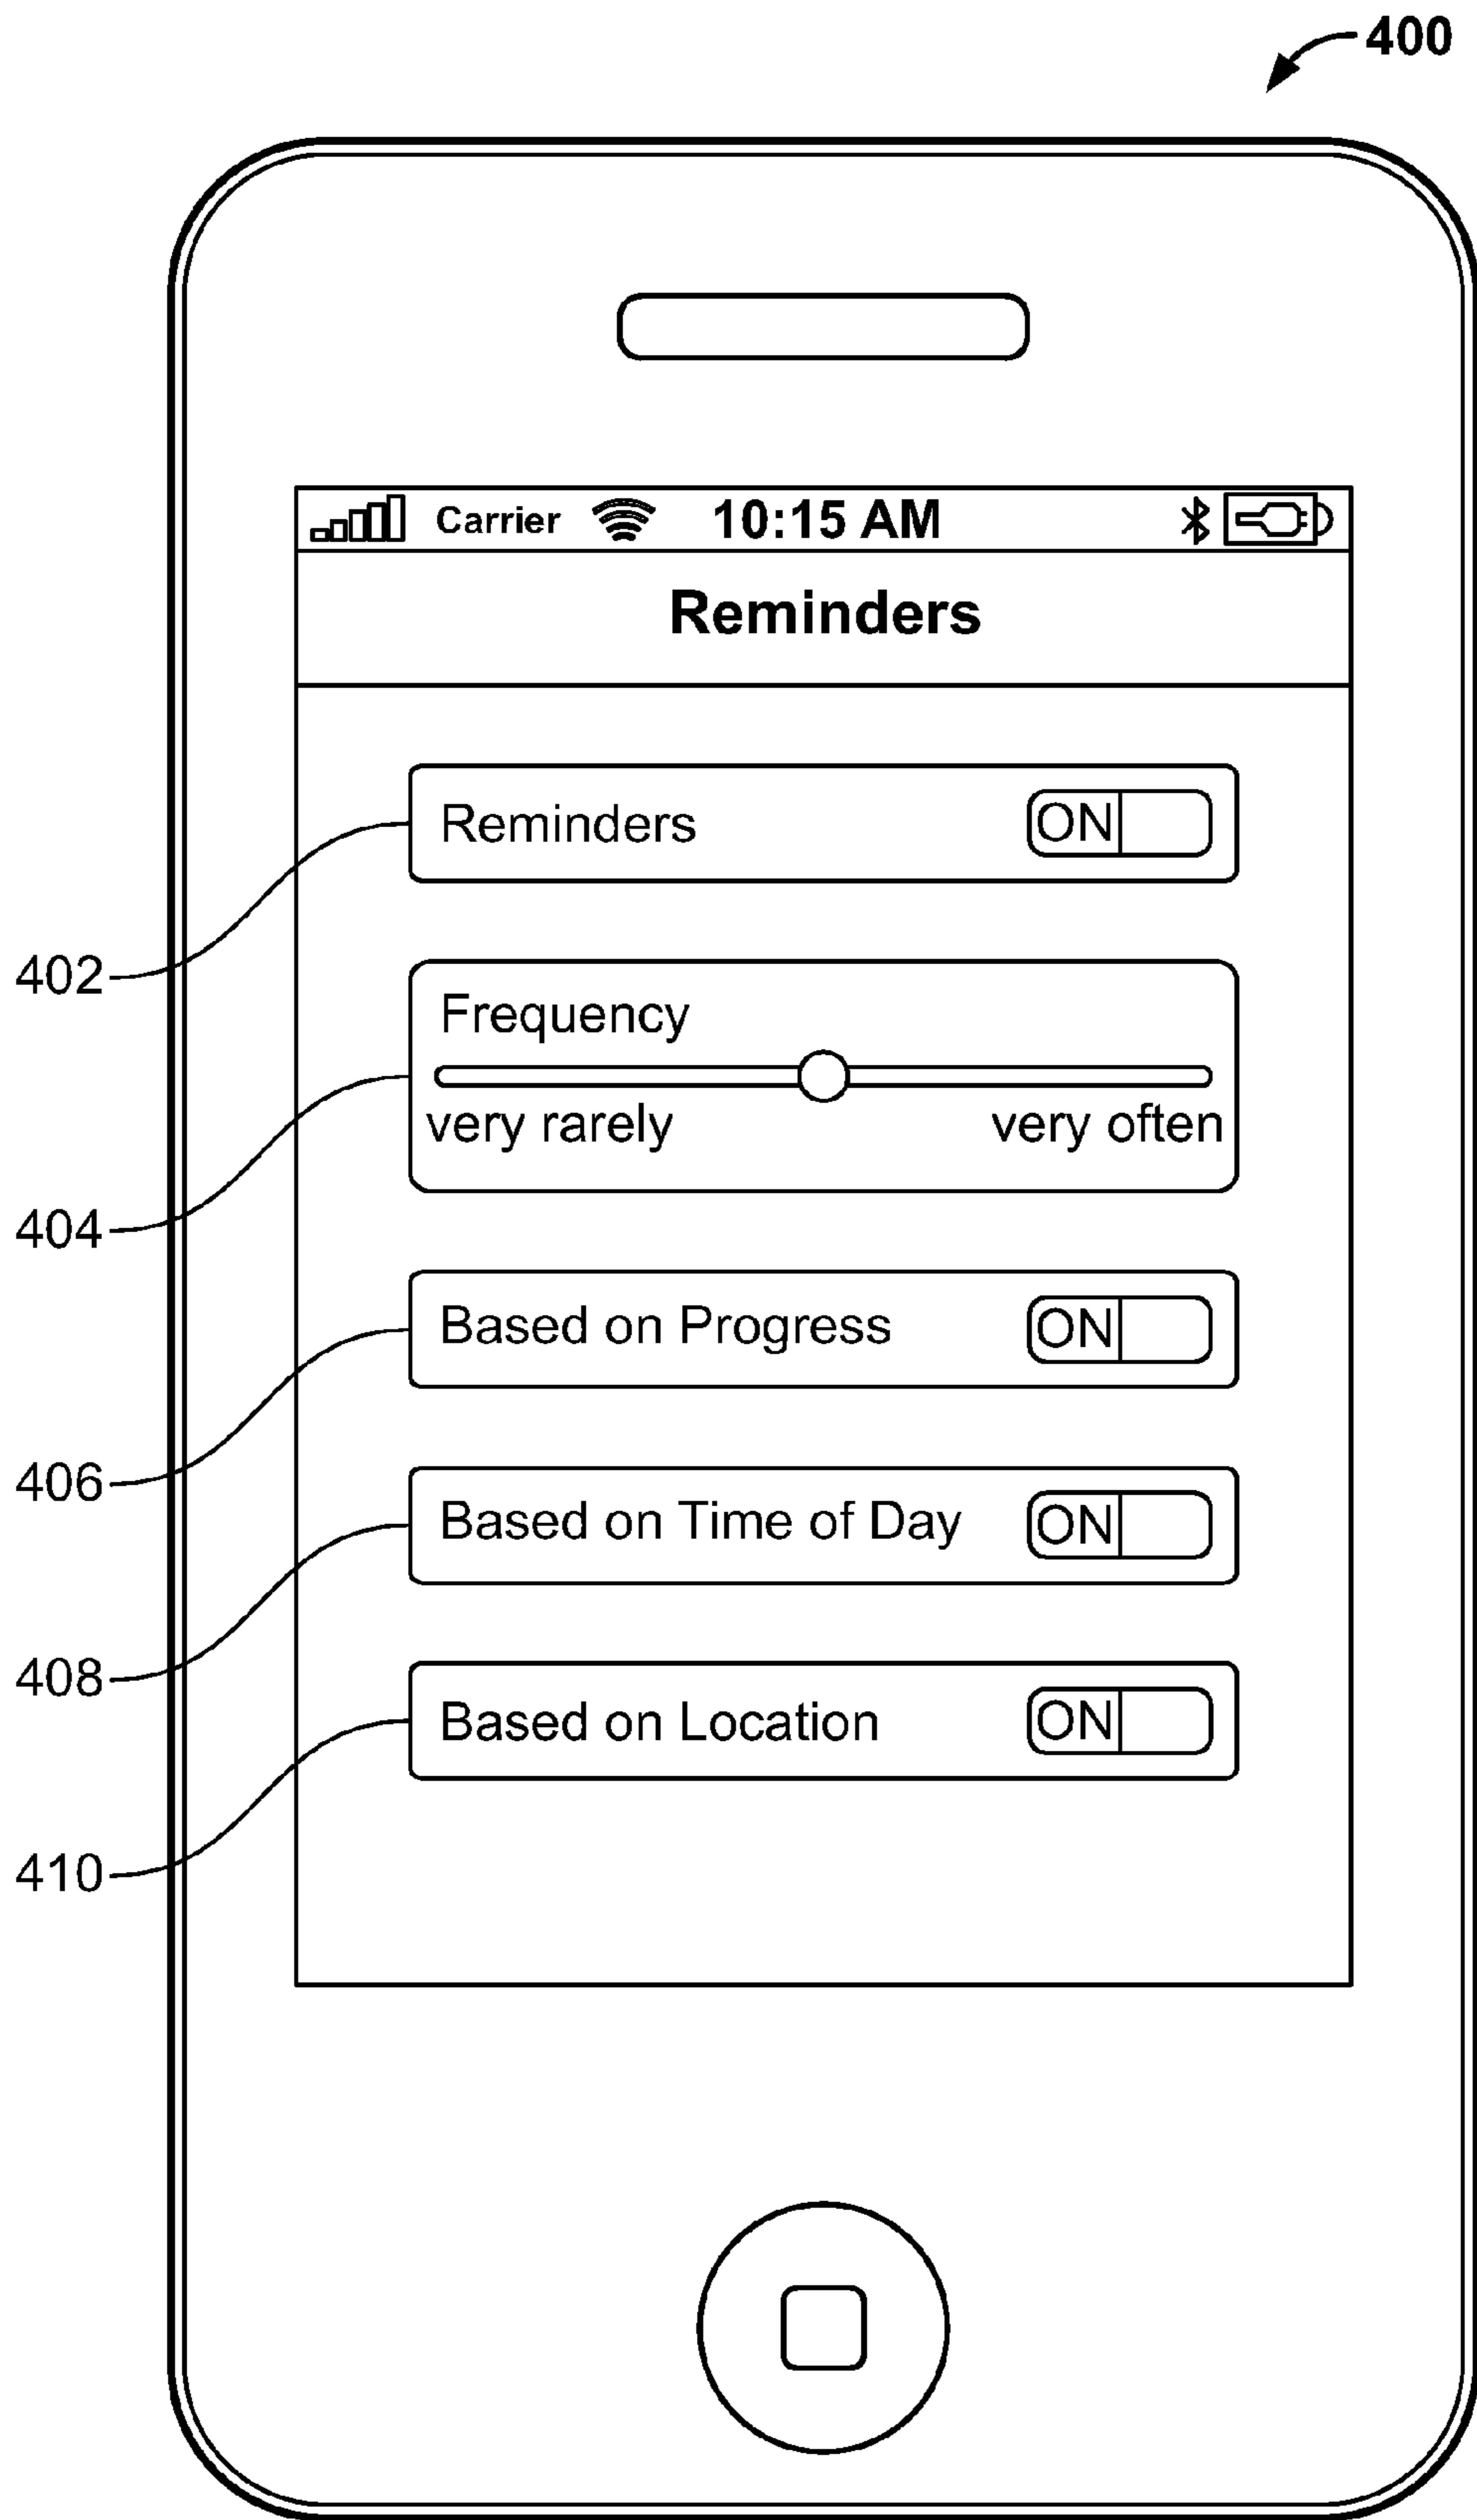 400
Carrier 10:15 AM
Reminders
Reminders ON
402
Frequency
very rarely very often
404
Based on Progress ON
406
Based on Time of Day ON
408
Based on Location ON
410